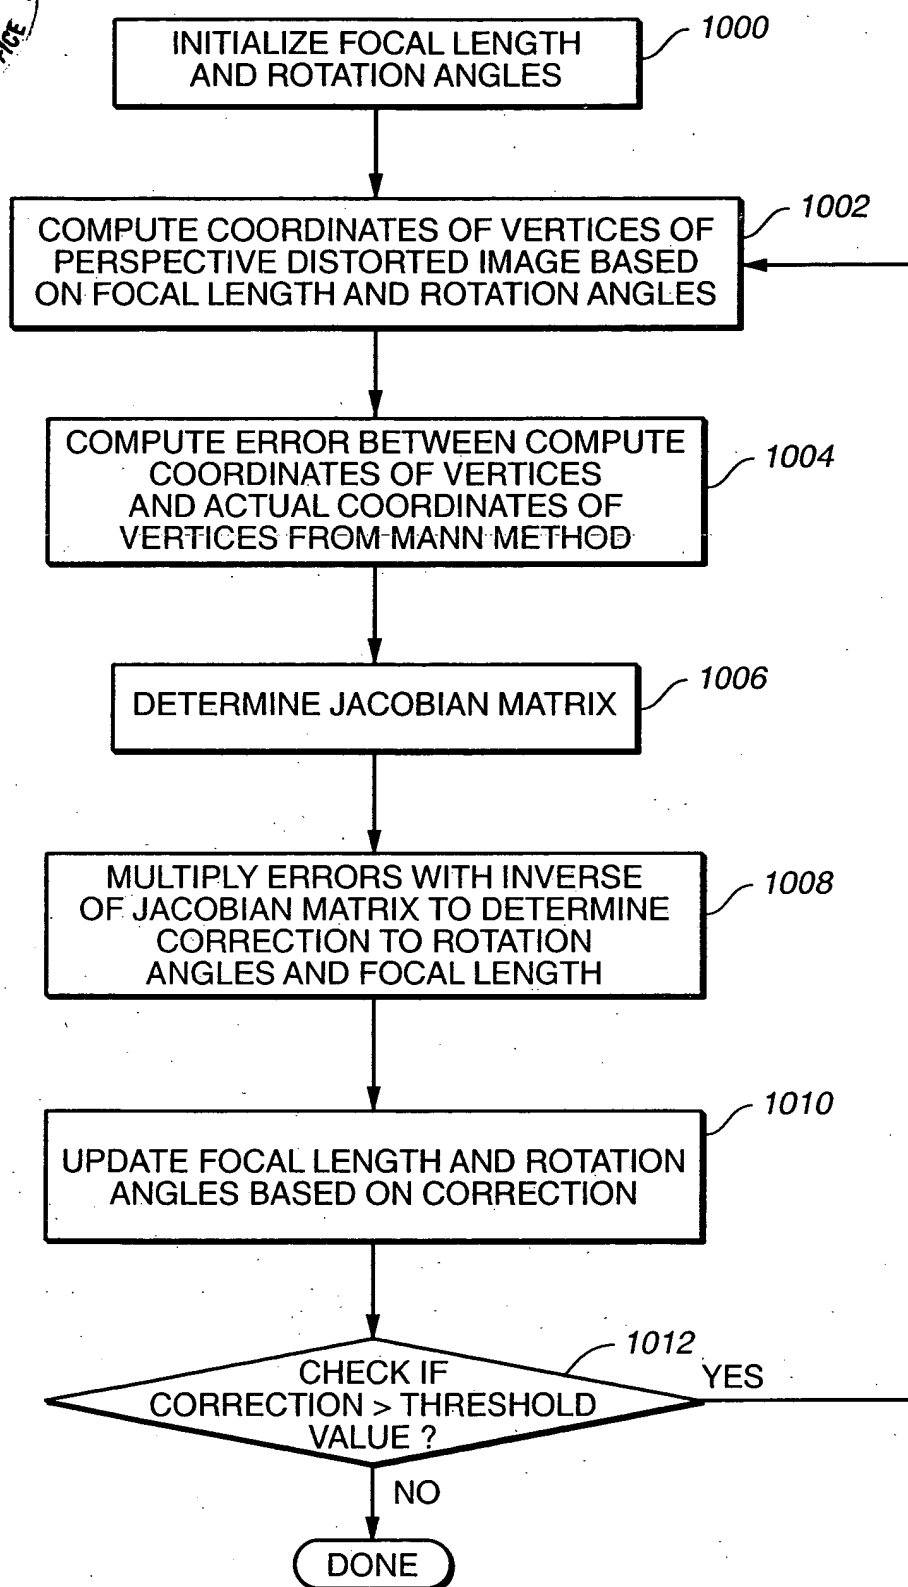 FICE
INITIALIZE FOCAL LENGTH
AND ROTATION ANGLES
1000
COMPUTE COORDINATES OF VERTICES OF
PERSPECTIVE DISTORTED IMAGE BASED
ON FOCAL LENGTH AND ROTATION ANGLES
1002
COMPUTE ERROR BETWEEN COMPUTE
COORDINATES OF VERTICES
AND ACTUAL COORDINATES OF
VERTICES FROM MANN METHOD
1004
DETERMINE JACOBIAN MATRIX
1006
MULTIPLY ERRORS WITH INVERSE
OF JACOBIAN MATRIX TO DETERMINE
CORRECTION TO ROTATION
ANGLES AND FOCAL LENGTH
1008
UPDATE FOCAL LENGTH AND ROTATION
ANGLES BASED ON CORRECTION
1010
CHECK IF
CORRECTION > THRESHOLD
VALUE ?
1012
YES
NO
DONE